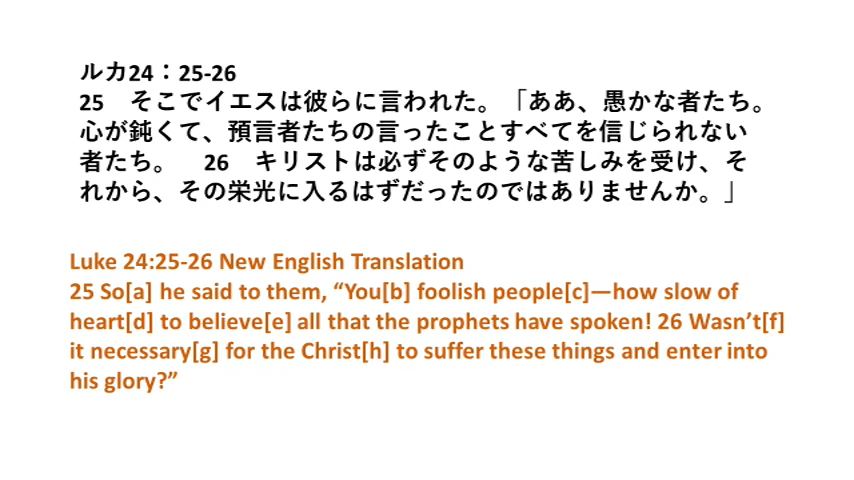 ルカ24：25-26
25　そこでイエスは彼らに言われた。「ああ、愚かな者たち。
心が鈍くて、預言者たちの言ったことすべてを信じられない
者たち。　26　キリストは必ずそのような苦しみを受け、そ
れから、その栄光に入るはずだったのではありませんか。」
Luke 24:25-26 New English Translation
25 So[a] he said to them, “You[b] foolish people[c]—how slow of
heart[d] to believe[e] all that the prophets have spoken! 26 Wasn’t[f]
it necessary[g] for the Christ[h] to suffer these things and enter into
his glory?”